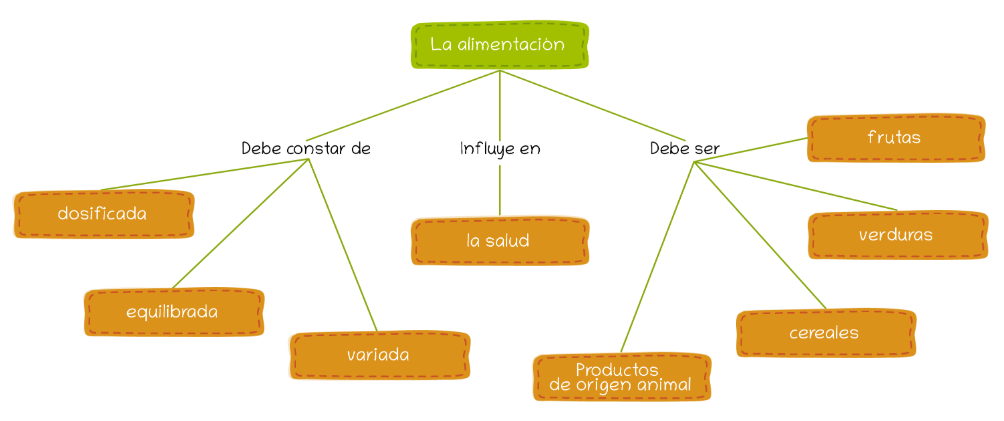 La alimentación
Debe constar de
Influye en
Debe ser
frutas
dosificada
verduras
la salud
equilibrada
cereales
variada
Productos
de origen animal